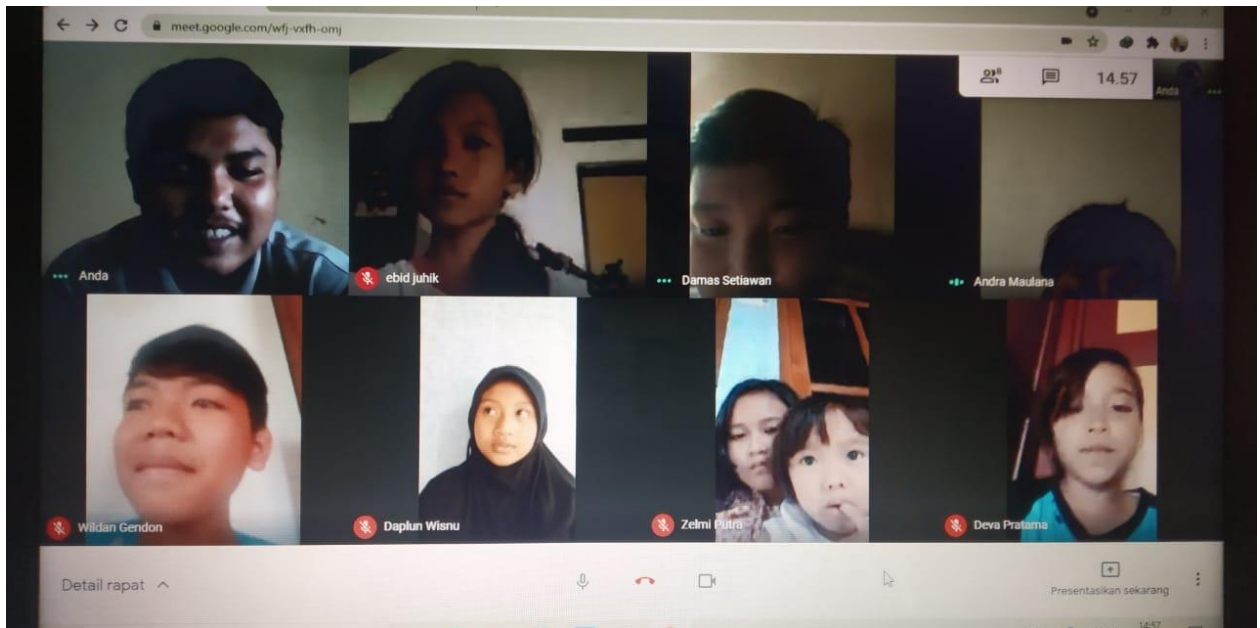 meet.google.com/wfj-vxfh-omj
8
14.57
Anda
Anda
ebid juhik
Damas Setiawan
Andra Maulana
Wildan Gendon
Daplun Wisnu
Zelmi Putra
Deva Pratama
Detail rapat
Presentasikan sekarang
14:57